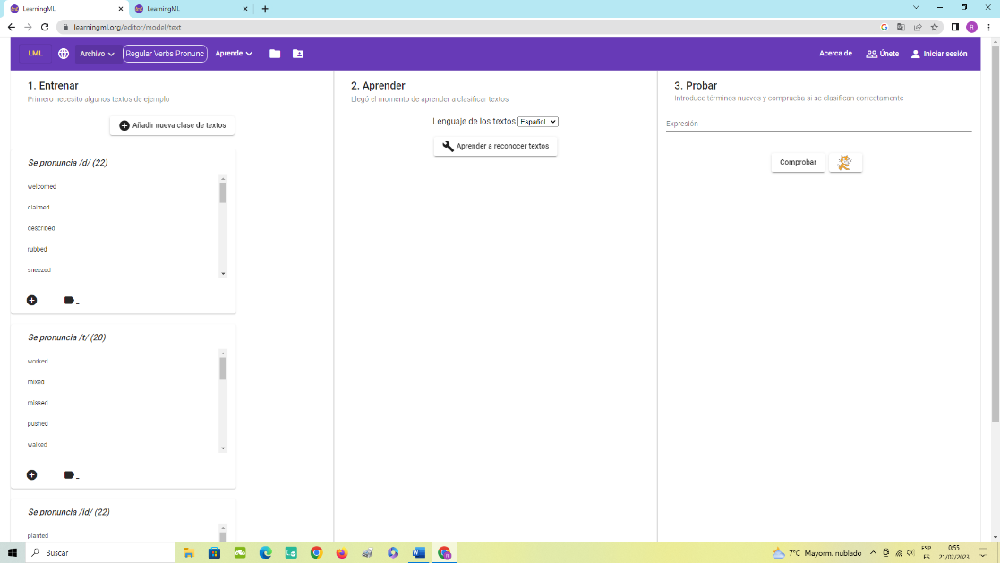 LearningML
LearningML
learningml.org/editor/model/text
LML
Archivo
Regular Verbs Pronunc
Aprende
Acerca de
Únete
Iniciar sesión
1. Entrenar
Primero necesito algunos textos de ejemplo
Añadir nueva clase de textos
Se pronuncia /d/ (22)
welcomed
claimed
described
rubbed
sneezed
Se pronuncia /t/ (20)
worked
mixed
missed
pushed
walked
Se pronuncia /id/ (22)
planted
2. Aprender
Llegó el momento de aprender a clasificar textos
Lenguaje de los textos Español
Aprender a reconocer textos
3. Probar
Introduce términos nuevos y comprueba si se clasifican correctamente
Expresión
Comprobar
Buscar
7°C Mayorm. nublado
ESP
ES
0:55
21/02/2023